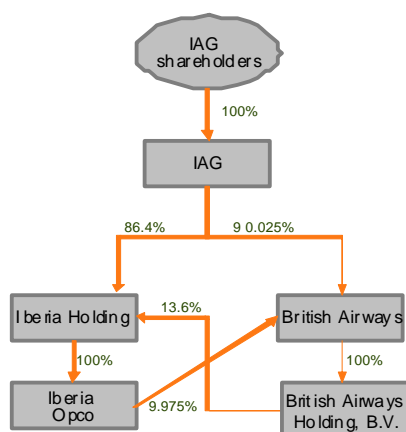 IAG
shareholders
100%
IAG
86.4%
9 0.025%
Iberia Holding
13.6%
British Airways
100%
100%
Iberia
Opco
9.975%
British Airways
Holding, B.V.